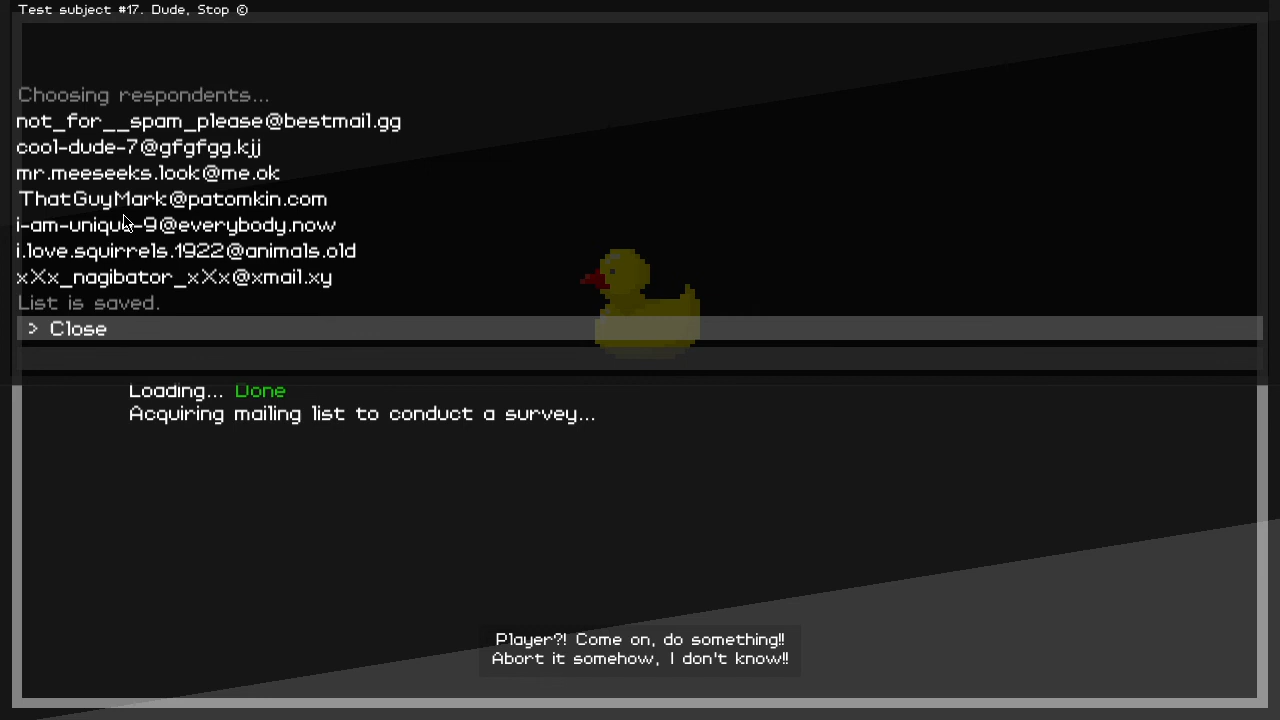 Test subject #17. Dude, Stop ©
Choosing respondents...
not_for__spam_please@bestmail.gg
cool-dude-7@gfgfgg.kjj
mr.meeseeks.look@me.ok
ThatGuyMark@patomkin.com
i-am-unique-9@everybody.now
i.love.squirrels.1922@animals.old
xXx_nagibator_xXx@xmail.xy
List is saved.
> Close
Loading... Done
Acquiring mailing list to conduct a survey...
Player?! Come on, do something!!
Abort it somehow, I don't know!!